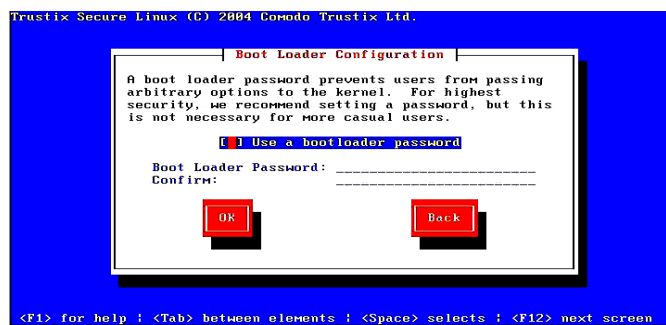 Trustix Secure Linux (C) 2004 Comodo Trustix Ltd.
Boot Loader Configuration
A boot loader password prevents users from passing
arbitrary options to the kernel.  For highest
security, we recommend setting a password, but this
is not necessary for more casual users.
[ ] Use a bootloader password
Boot Loader Password: ________________________
Confirm: ________________________
OK Back
<F1> for help ¦ <Tab> between elements ¦ <Space> selects ¦ <F12> next screen